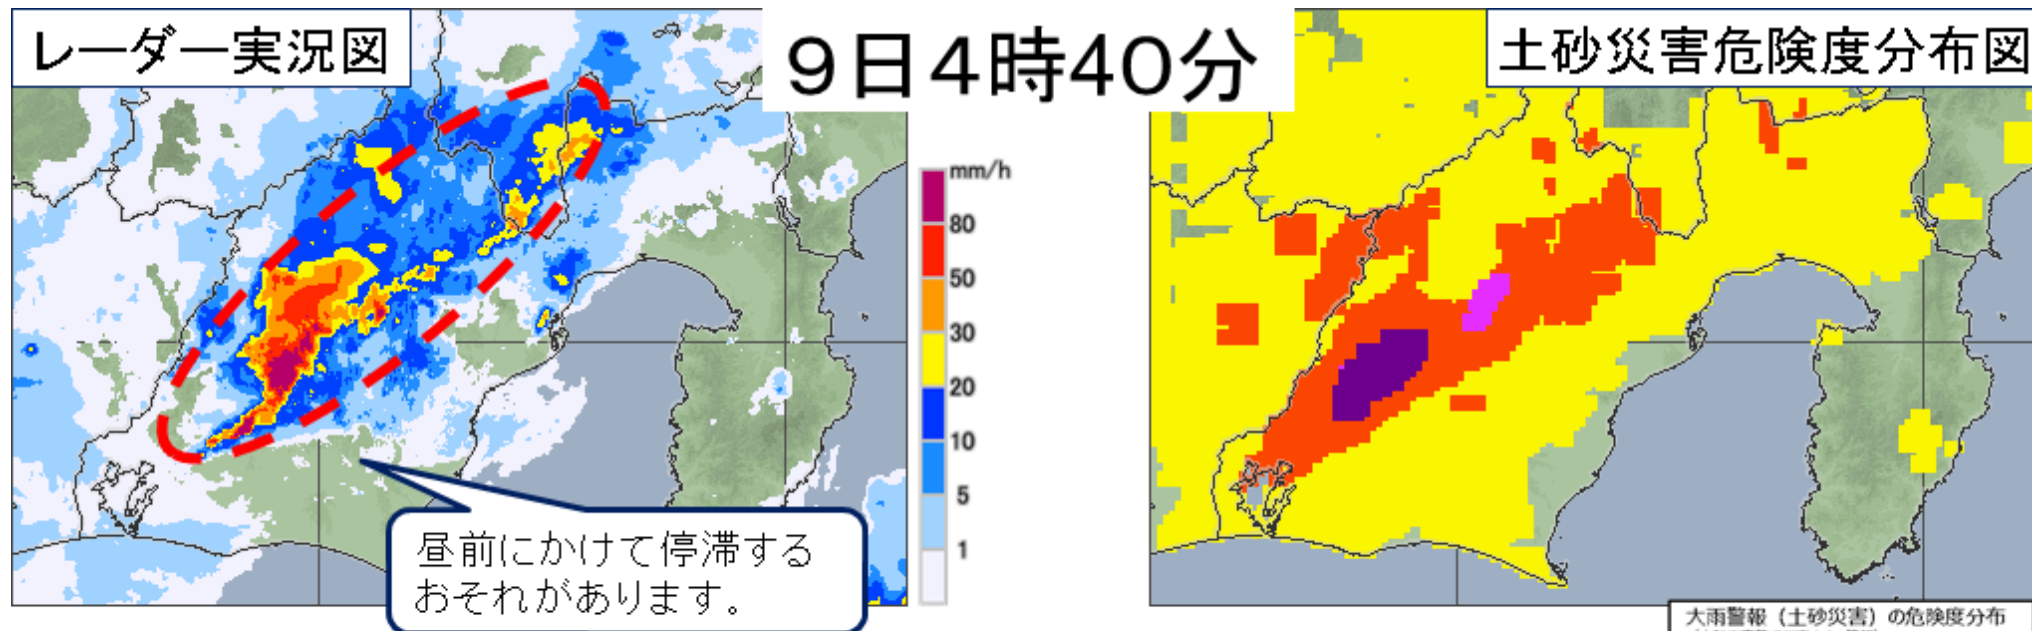 レーダー実況図
9日4時40分
土砂災害危険度分布図
mm/h
80
50
30
20
10
5
1
昼前にかけて停滞する
おそれがあります。
大雨警報（土砂災害）の危険度分布